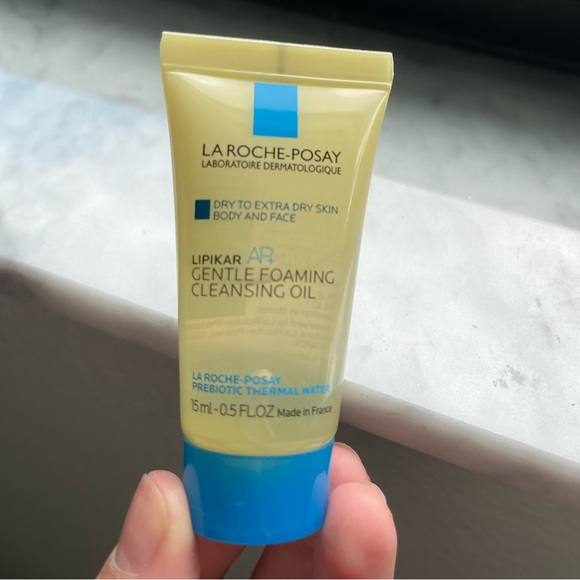 LA ROCHE-POSAY
LABORATOIRE DERMATOLOGIQUE
DRY TO EXTRA DRY SKIN
BODY AND FACE
LIPIKAR AP+
GENTLE FOAMING
CLEANSING OIL
LA ROCHE-POSAY
PREBIOTIC THERMAL WATER
15 ml - 0.5 FL.OZ Made in France